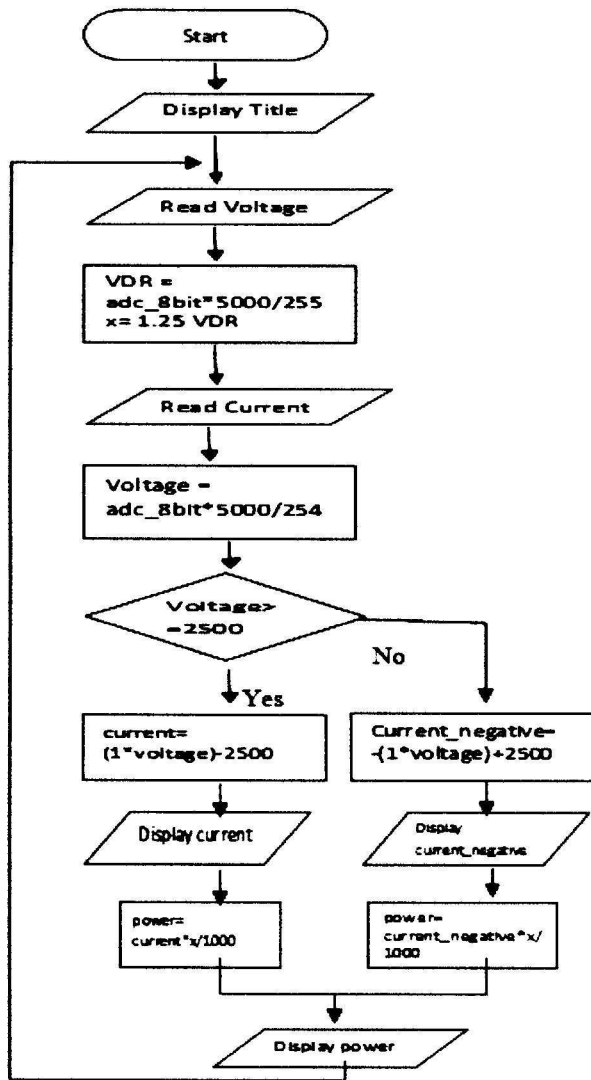 Start
Display Title
Read Voltage
VDR =
adc_8bit*5000/255
x= 1.25 VDR
Read Current
Voltage =
adc_8bit*5000/254
Voltage>
=2500
No
Yes
current=
(1*voltage)-2500
Current_negative=
-(1*voltage)+2500
Display current
Display
current_negative
power=
current*x/1000
power=
current_negative*x/
1000
Display power